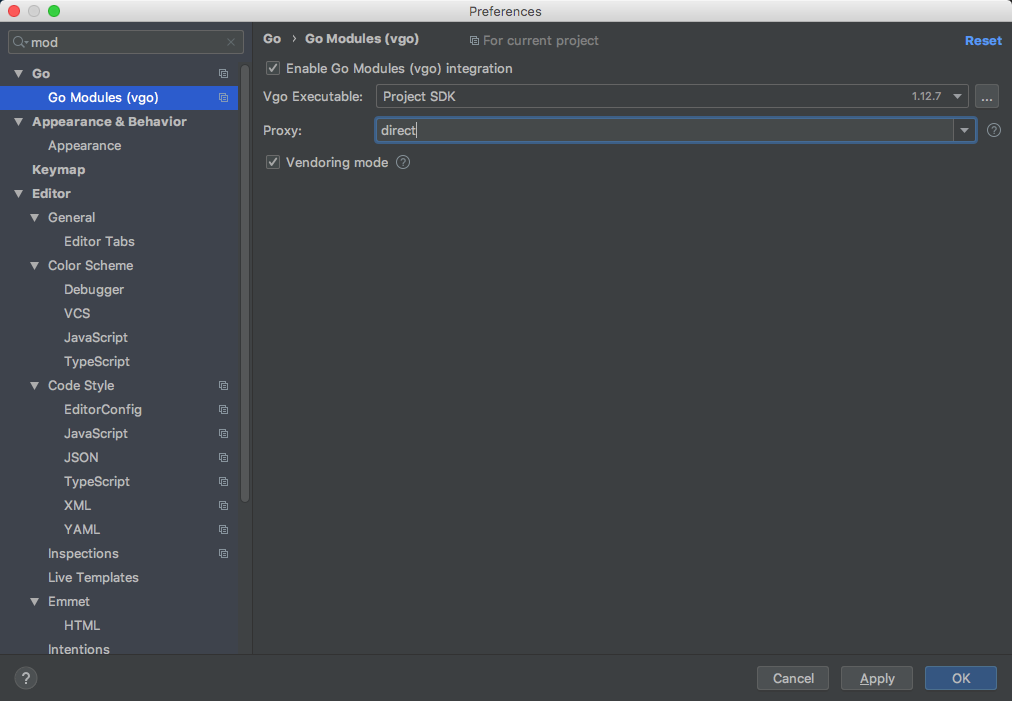 Preferences
mod
Go
Go Modules (vgo)
Appearance & Behavior
Appearance
Keymap
Editor
General
Editor Tabs
Color Scheme
Debugger
VCS
JavaScript
TypeScript
Code Style
EditorConfig
JavaScript
JSON
TypeScript
XML
YAML
Inspections
Live Templates
Emmet
HTML
Intentions
Go › Go Modules (vgo) For current project Reset
Enable Go Modules (vgo) integration
Vgo Executable: Project SDK 1.12.7 ...
Proxy: direct ?
Vendoring mode ?
? Cancel Apply OK